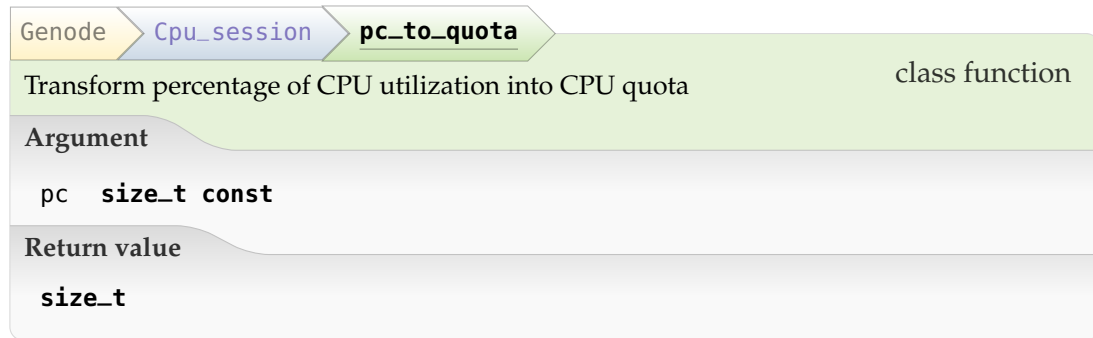 Genode Cpu_session pc_to_quota
Transform percentage of CPU utilization into CPU quota class function
Argument
pc size_t const
Return value
size_t